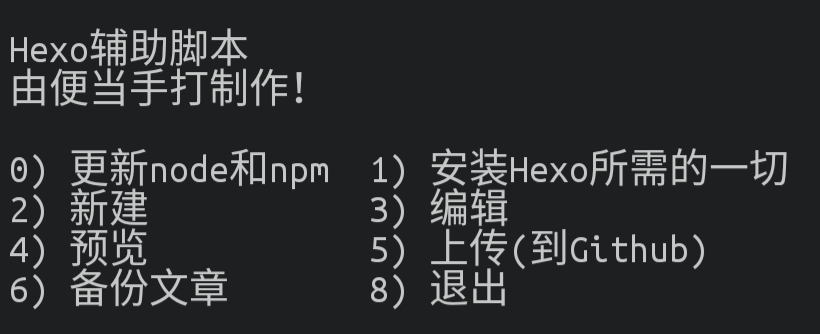 Hexo辅助脚本
由便当手打制作！
0) 更新node和npm  1) 安装Hexo所需的一切
2) 新建           3) 编辑
4) 预览           5) 上传(到Github)
6) 备份文章       8) 退出